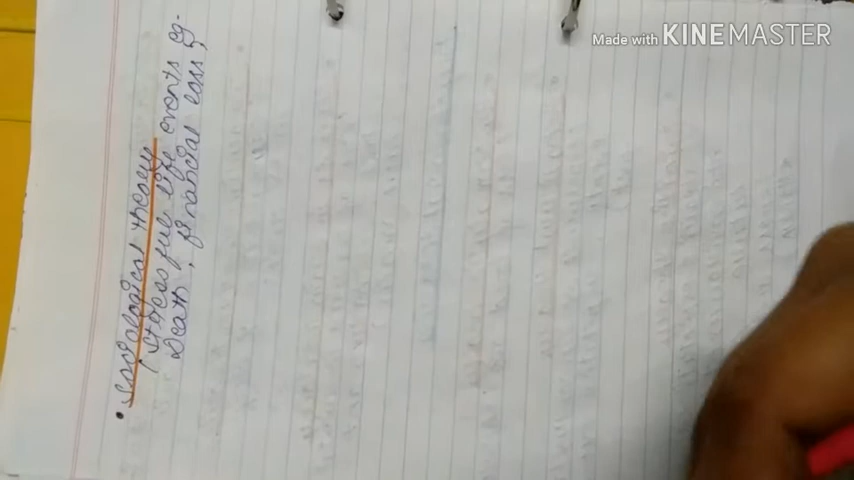 • Sociological theory
Stressful life events eg-
Death, financial loss,
Made with KINEMASTER